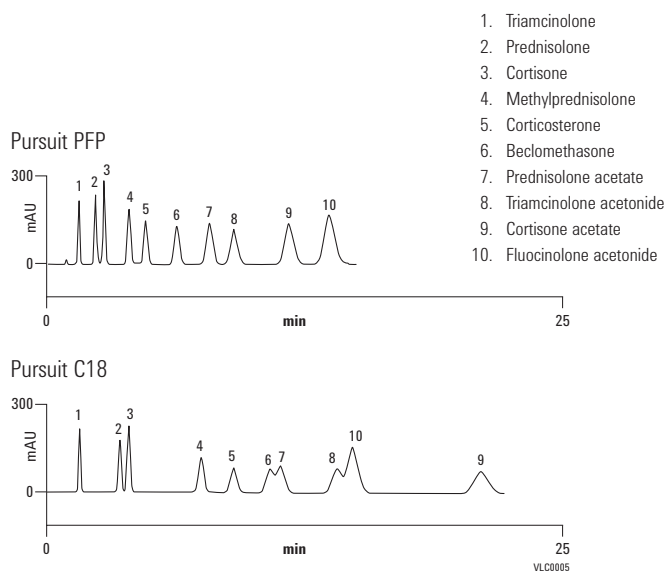 1. Triamcinolone
2. Prednisolone
3. Cortisone
4. Methylprednisolone
5. Corticosterone
6. Beclomethasone
7. Prednisolone acetate
8. Triamcinolone acetonide
9. Cortisone acetate
10. Fluocinolone acetonide
Pursuit PFP
300
mAU
0
1 2 3 4 5 6 7 8 9 10
0 min 25
Pursuit C18
300
mAU
0
1 2 3 4 5 6 7 8 10 9
0 min 25
VLC0005